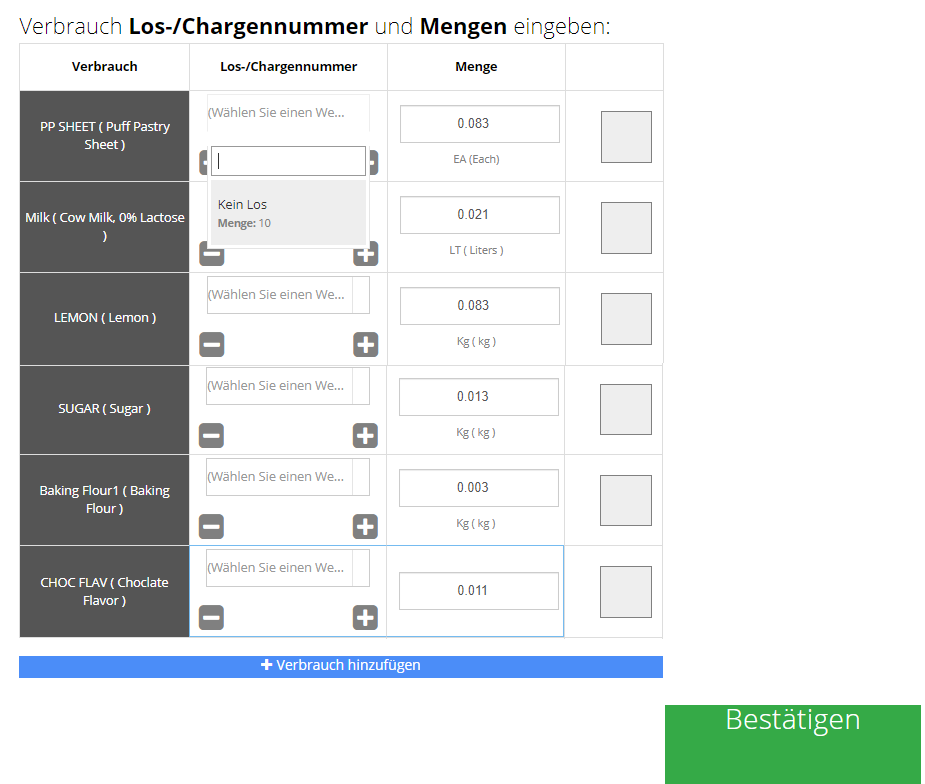 Verbrauch Los-/Chargennummer und Mengen eingeben:
Verbrauch Los-/Chargennummer Menge
PP SHEET ( Puff Pastry
Sheet )
(Wählen Sie einen We...
0.083
EA (Each)
Kein Los
Menge: 10
Milk ( Cow Milk, 0% Lactose
)
0.021
LT ( Liters )
LEMON ( Lemon )
(Wählen Sie einen We...
0.083
Kg ( kg )
SUGAR ( Sugar )
(Wählen Sie einen We...
0.013
Kg ( kg )
Baking Flour1 ( Baking
Flour )
(Wählen Sie einen We...
0.003
Kg ( kg )
CHOC FLAV ( Choclate
Flavor )
(Wählen Sie einen We...
0.011
Verbrauch hinzufügen
Bestätigen